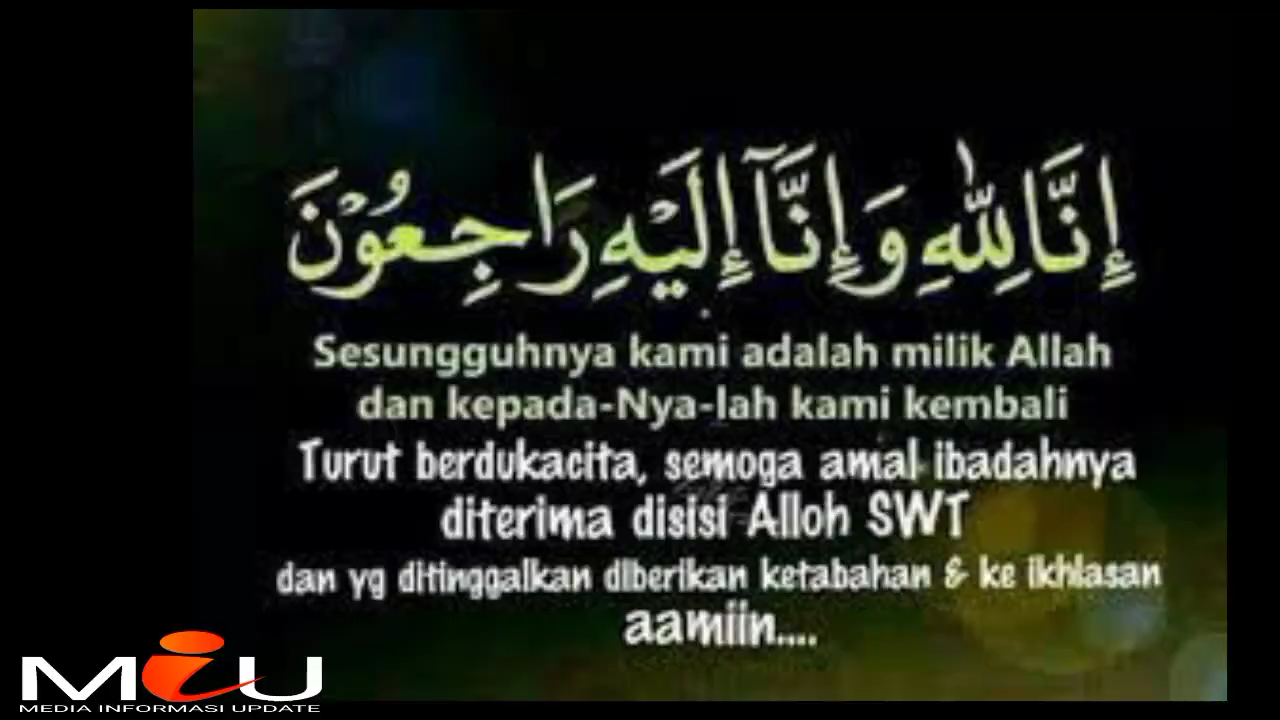 إِنَّا لِلّٰهِ وَإِنَّآ إِلَيْهِ رَاجِعُوْنَ
Sesungguhnya kami adalah milik Allah
dan kepada-Nya-lah kami kembali
Turut berdukacita, semoga amal ibadahnya
diterima disisi Alloh SWT
dan yg ditinggalkan diberikan ketabahan & ke ikhlasan
aamiin....
MiU
MEDIA INFORMASI UPDATE